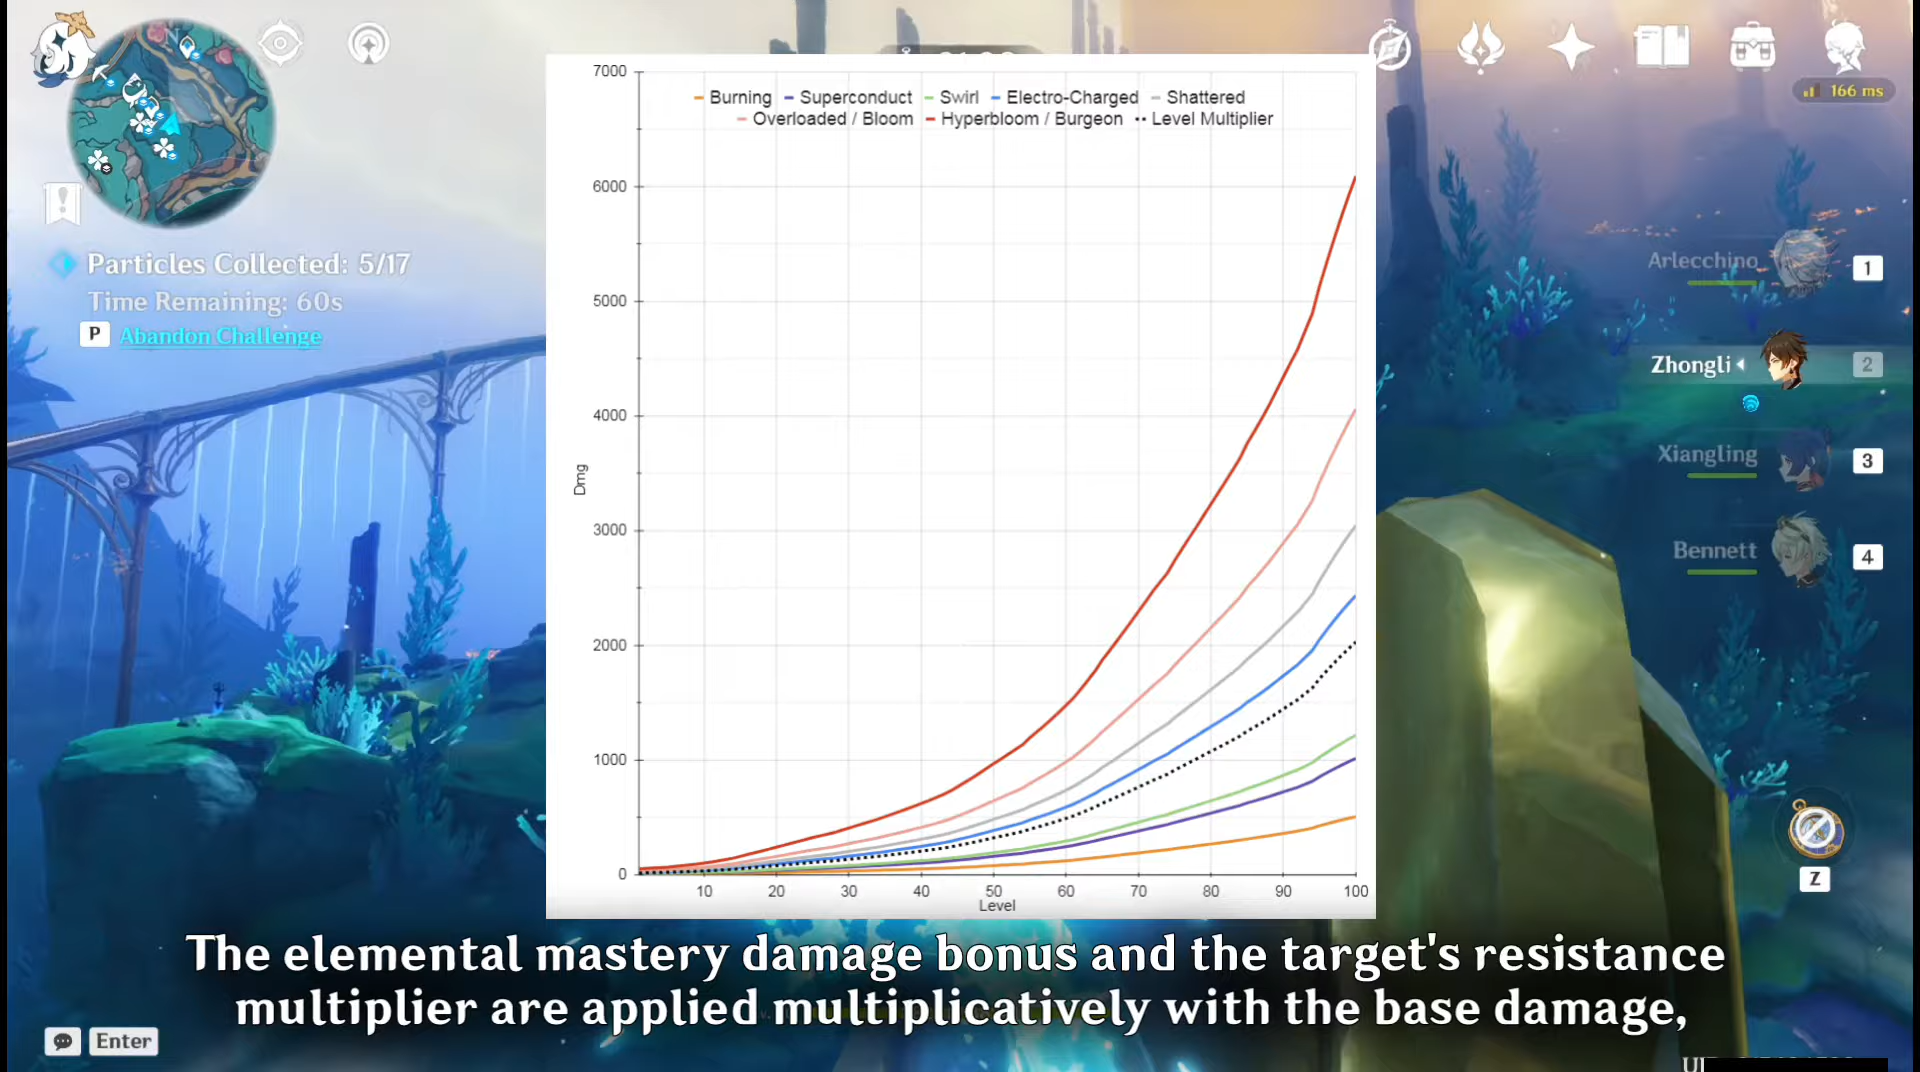 N
166 ms
Particles Collected: 5/17
Time Remaining: 60s
P Abandon Challenge
Arlecchino 1
Zhongli 2
Xiangling 3
Bennett 4
Z
7000
6000
5000
4000
3000
2000
1000
0
Burning Superconduct Swirl Electro-Charged Shattered
Overloaded / Bloom Hyperbloom / Burgeon Level Multiplier
Dmg
10 20 30 40 50 60 70 80 90 100
Level
The elemental mastery damage bonus and the target's resistance
multiplier are applied multiplicatively with the base damage,
Enter